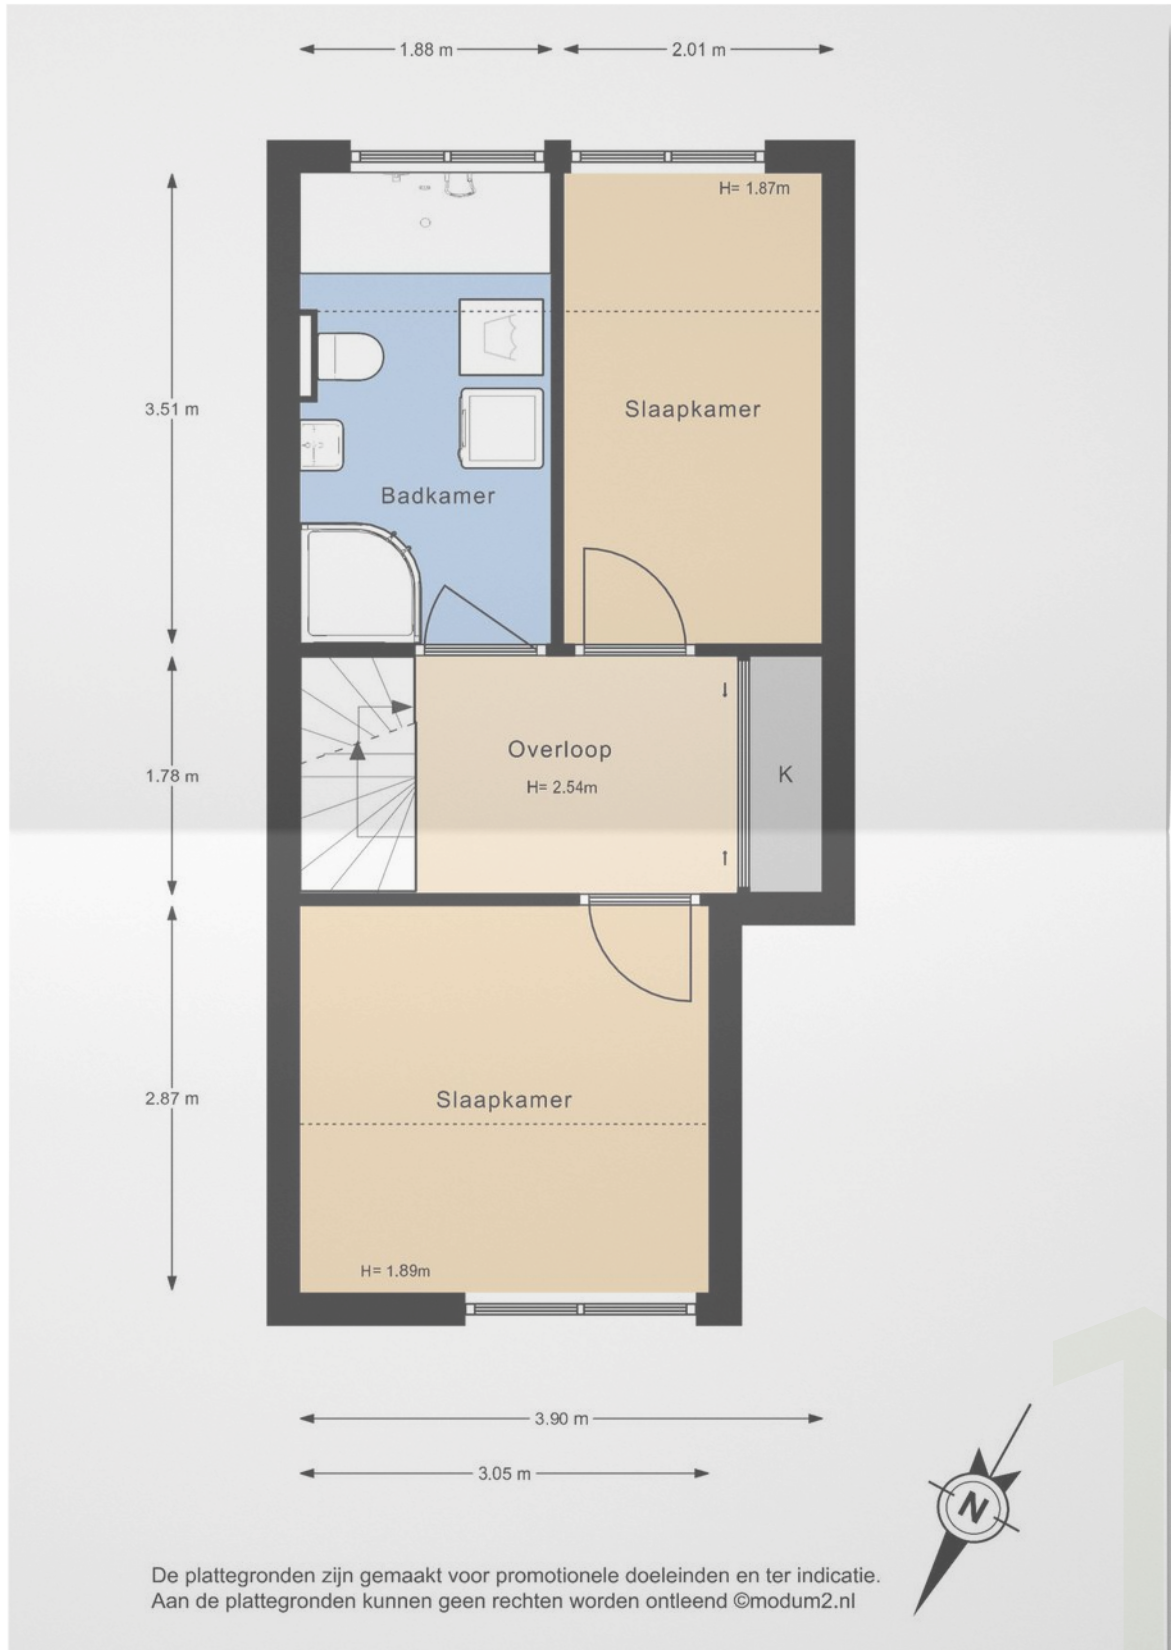 1.88 m
2.01 m
H= 1.87m
3.51 m
Slaapkamer
Badkamer
Overloop
H= 2.54m
1.78 m
K
2.87 m
Slaapkamer
H= 1.89m
3.90 m
3.05 m
N
De plattegronden zijn gemaakt voor promotionele doeleinden en ter indicatie.
Aan de plattegronden kunnen geen rechten worden ontleend ©modum2.nl
1